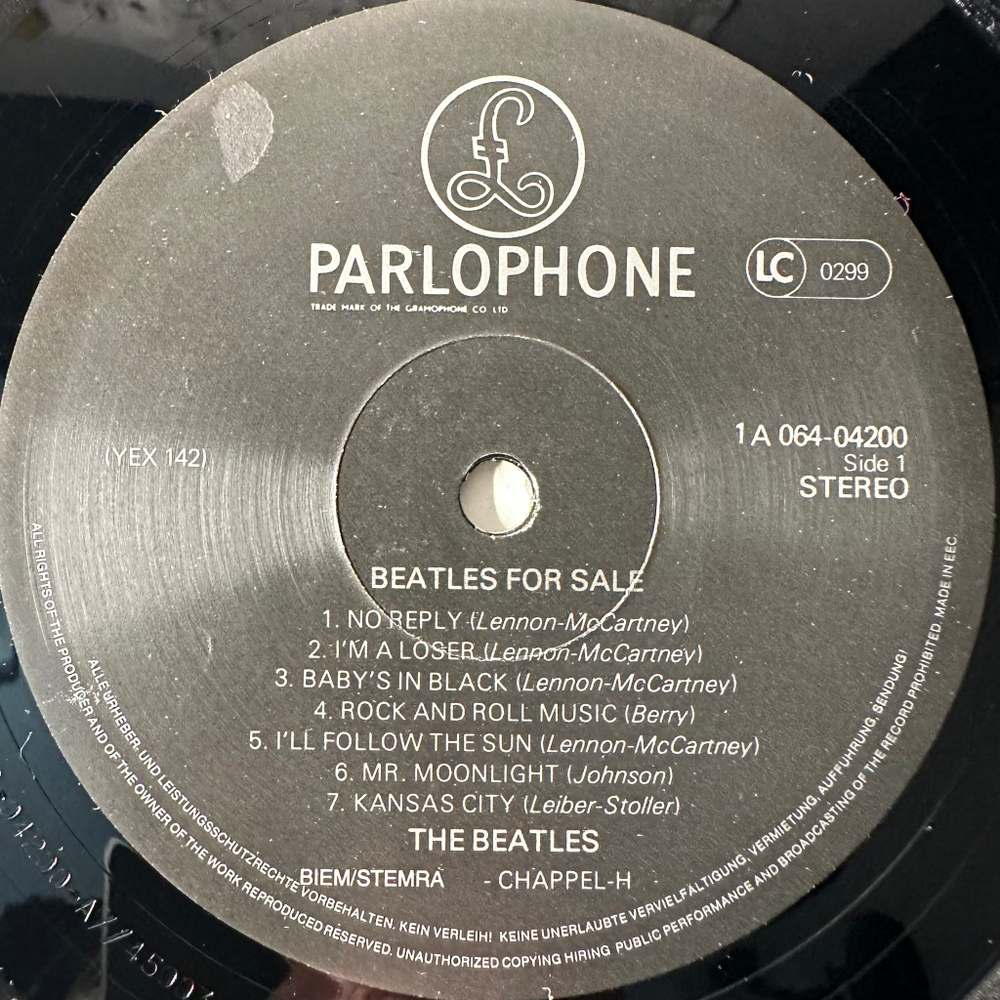 £
PARLOPHONE
TRADE MARK OF THE GRAMOPHONE CO LTD
LC 0299
(YEX 142)
1A 064-04200
Side 1
STEREO
BEATLES FOR SALE
1. NO REPLY (Lennon-McCartney)
2. I'M A LOSER (Lennon-McCartney)
3. BABY'S IN BLACK (Lennon-McCartney)
4. ROCK AND ROLL MUSIC (Berry)
5. I'LL FOLLOW THE SUN (Lennon-McCartney)
6. MR. MOONLIGHT (Johnson)
7. KANSAS CITY (Leiber-Stoller)
THE BEATLES
BIEM/STEMRA - CHAPPEL-H
ALLE URHEBER- UND LEISTUNGSSCHUTZRECHTE VORBEHALTEN. KEIN VERLEIH! KEINE UNERLAUBTE VERVIELFÄLTIGUNG, VERMIETUNG, AUFFÜHRUNG, SENDUNG!
ALL RIGHTS OF THE PRODUCER AND OF THE OWNER OF THE WORK REPRODUCED RESERVED. UNAUTHORIZED COPYING HIRING PUBLIC PERFORMANCE AND BROADCASTING OF THE RECORD PROHIBITED. MADE IN EEC.